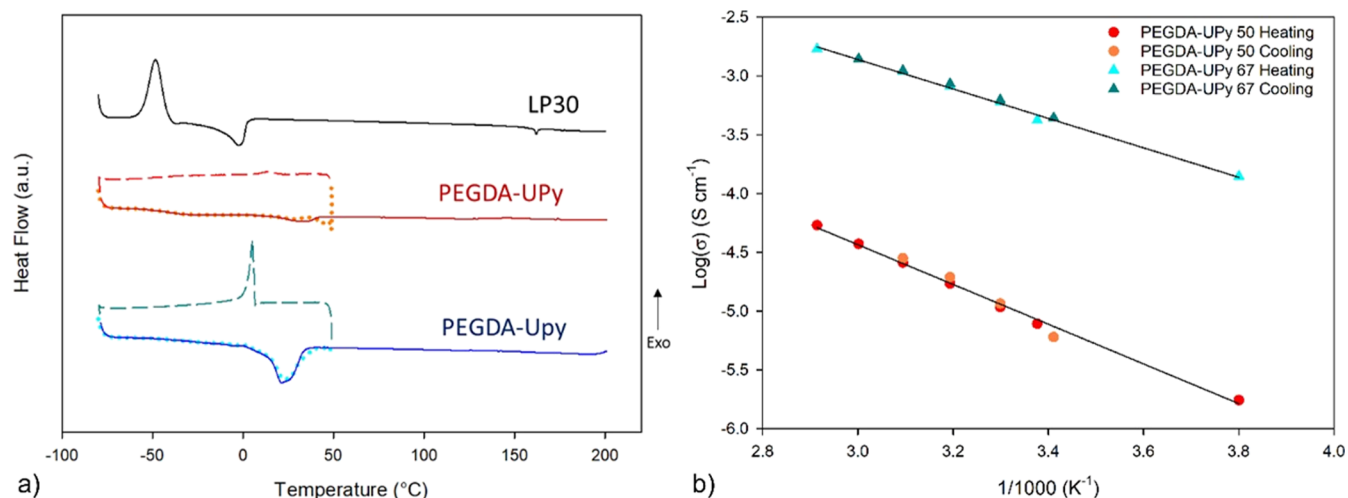 Heat Flow (a.u.)
LP30
PEGDA-UPy
PEGDA-Upy
Exo
-100 -50 0 50 100 150 200
a)
Temperature (°C)
Log(σ) (S cm-1)
-2.5
-3.0
-3.5
-4.0
-4.5
-5.0
-5.5
-6.0
PEGDA-UPy 50 Heating
PEGDA-UPy 50 Cooling
PEGDA-UPy 67 Heating
PEGDA-UPy 67 Cooling
2.8 3.0 3.2 3.4 3.6 3.8 4.0
b)
1/1000 (K-1)